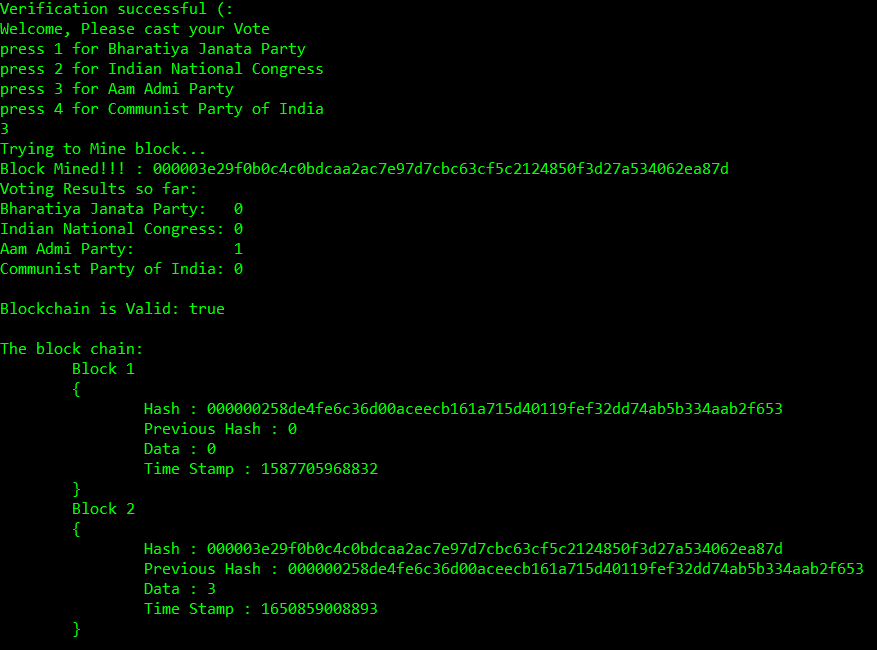 Verification successful (:
Welcome, Please cast your Vote
press 1 for Bharatiya Janata Party
press 2 for Indian National Congress
press 3 for Aam Admi Party
press 4 for Communist Party of India
3
Trying to Mine block...
Block Mined!!! : 000003e29f0b0c4c0bdcaa2ac7e97d7cbc63cf5c2124850f3d27a534062ea87d
Voting Results so far:
Bharatiya Janata Party:   0
Indian National Congress: 0
Aam Admi Party:           1
Communist Party of India: 0
Blockchain is Valid: true
The block chain:
Block 1
{
Hash : 000000258de4fe6c36d00aceecb161a715d40119fef32dd74ab5b334aab2f653
Previous Hash : 0
Data : 0
Time Stamp : 1587705968832
}
Block 2
{
Hash : 000003e29f0b0c4c0bdcaa2ac7e97d7cbc63cf5c2124850f3d27a534062ea87d
Previous Hash : 000000258de4fe6c36d00aceecb161a715d40119fef32dd74ab5b334aab2f653
Data : 3
Time Stamp : 1650859008893
}